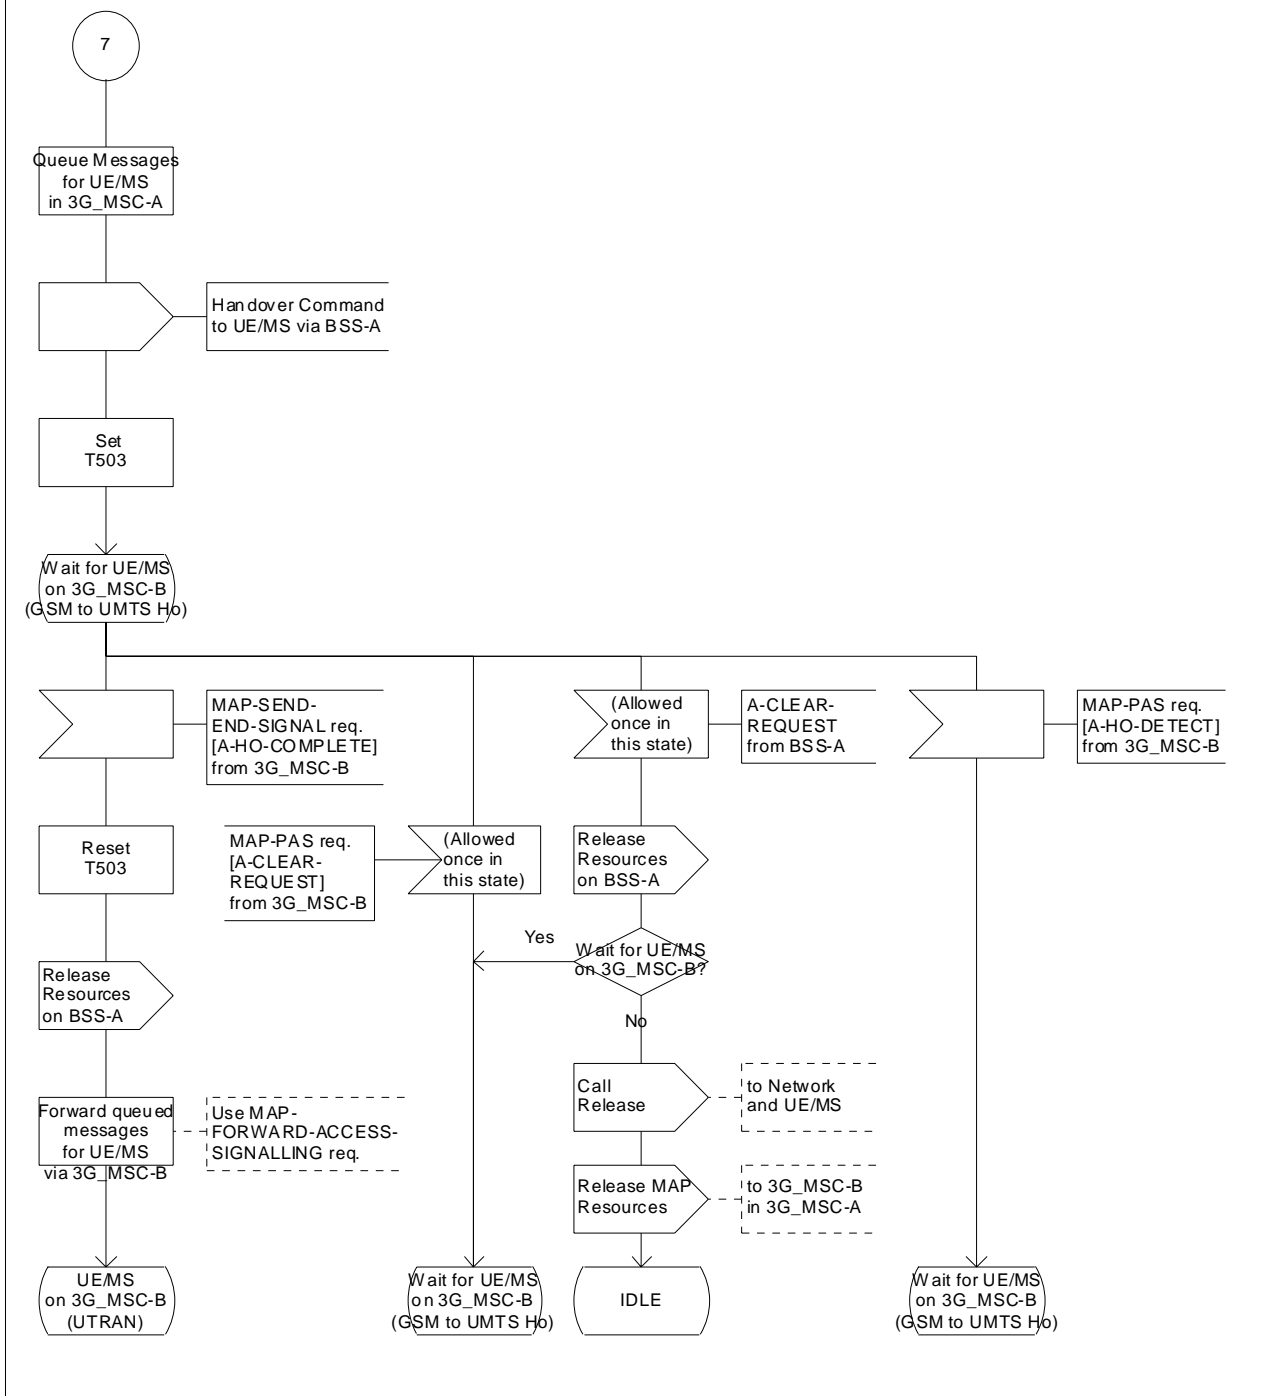 7
Queue Messages
for UE/MS
in 3G_MSC-A
Handover Command
to UE/MS via BSS-A
Set
T503
Wait for UE/MS
on 3G_MSC-B
(GSM to UMTS Ho)
MAP-SEND-
END-SIGNAL req.
[A-HO-COMPLETE]
from 3G_MSC-B
(Allowed
once in
this state)
A-CLEAR-
REQUEST
from BSS-A
MAP-PAS req.
[A-HO-DETECT]
from 3G_MSC-B
Reset
T503
MAP-PAS req.
[A-CLEAR-
REQUEST]
from 3G_MSC-B
(Allowed
once in
this state)
Release
Resources
on BSS-A
Yes
Wait for UE/MS
on 3G_MSC-B?
No
Release
Resources
on BSS-A
Call
Release
to Network
and UE/MS
Forward queued
messages
for UE/MS
via 3G_MSC-B
Use MAP-
FORWARD-ACCESS-
SIGNALLING req.
Release MAP
Resources
to 3G_MSC-B
in 3G_MSC-A
UE/MS
on 3G_MSC-B
(UTRAN)
Wait for UE/MS
on 3G_MSC-B
(GSM to UMTS Ho)
IDLE
Wait for UE/MS
on 3G_MSC-B
(GSM to UMTS Ho)